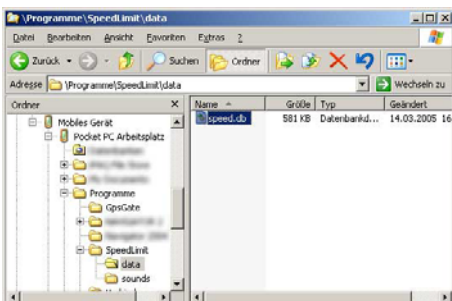 \Programme\SpeedLimit\data
Datei Bearbeiten Ansicht Favoriten Extras ?
Zurück Suchen Ordner
Adresse \Programme\SpeedLimit\data Wechseln zu
Ordner
Name Größe Typ Geändert
speed.db 581 KB Datenbankd... 14.03.2005 16
Mobiles Gerät
Pocket PC Arbeitsplatz
Programme
GpsGate
SpeedLimit
data
sounds